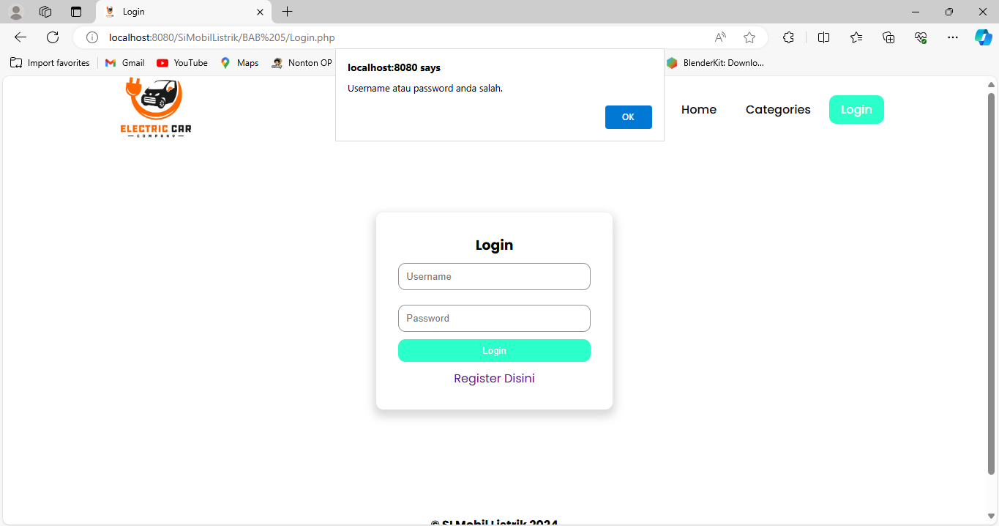 Login
localhost:8080/SiMobilListrik/BAB%205/Login.php
Import favorites
Gmail
YouTube
Maps
Nonton OP
BlenderKit: Downlo...
localhost:8080 says
Username atau password anda salah.
OK
ELECTRIC CAR
COMPANY
Home
Categories
Login
Login
Username
Password
Login
Register Disini
© SI Mobil Listrik 2024